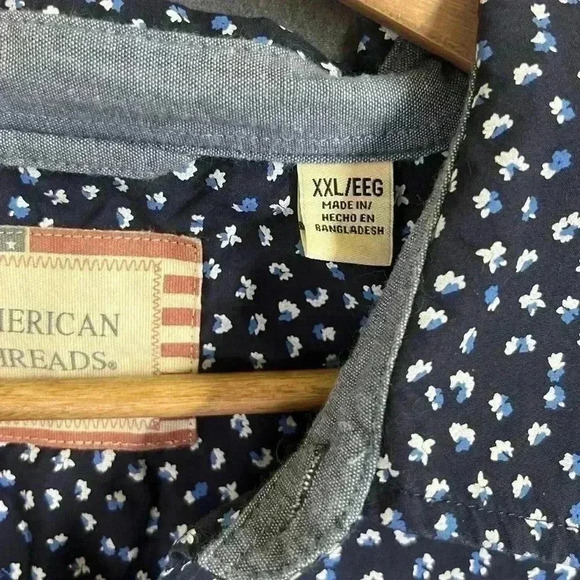 XXL/EEG
MADE IN/
HECHO EN
BANGLADESH
MERICAN
HREADS®